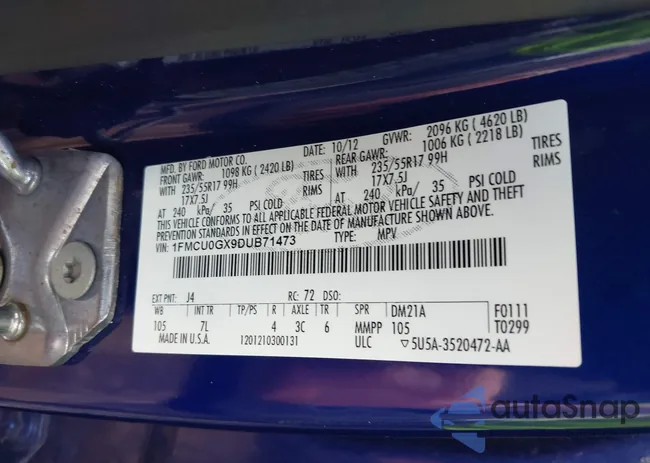 MFD. BY FORD MOTOR CO. DATE: 10/12 GVWR: 2096 KG ( 4620 LB)
FRONT GAWR: 1098 KG ( 2420 LB) REAR GAWR: 1006 KG ( 2218 LB)
WITH 235/55R17 99H TIRES WITH 235/55R17 99H TIRES
17X7.5J RIMS 17X7.5J RIMS
AT 240 kPa/ 35 PSI COLD AT 240 kPa/ 35 PSI COLD
THIS VEHICLE CONFORMS TO ALL APPLICABLE FEDERAL MOTOR VEHICLE SAFETY AND THEFT
PREVENTION STANDARDS IN EFFECT ON THE DATE OF MANUFACTURE SHOWN ABOVE.
VIN: 1FMCU0GX9DUB71473 TYPE: MPV
EXT PNT: J4 RC: 72 DSO:
WB INT TR TP/PS R AXLE TR SPR DM21A F0111
105 7L 4 3C 6 MMPP 105 T0299
MADE IN U.S.A. 1201210300131 ULC ▽5U5A-3520472-AA
autoSnap